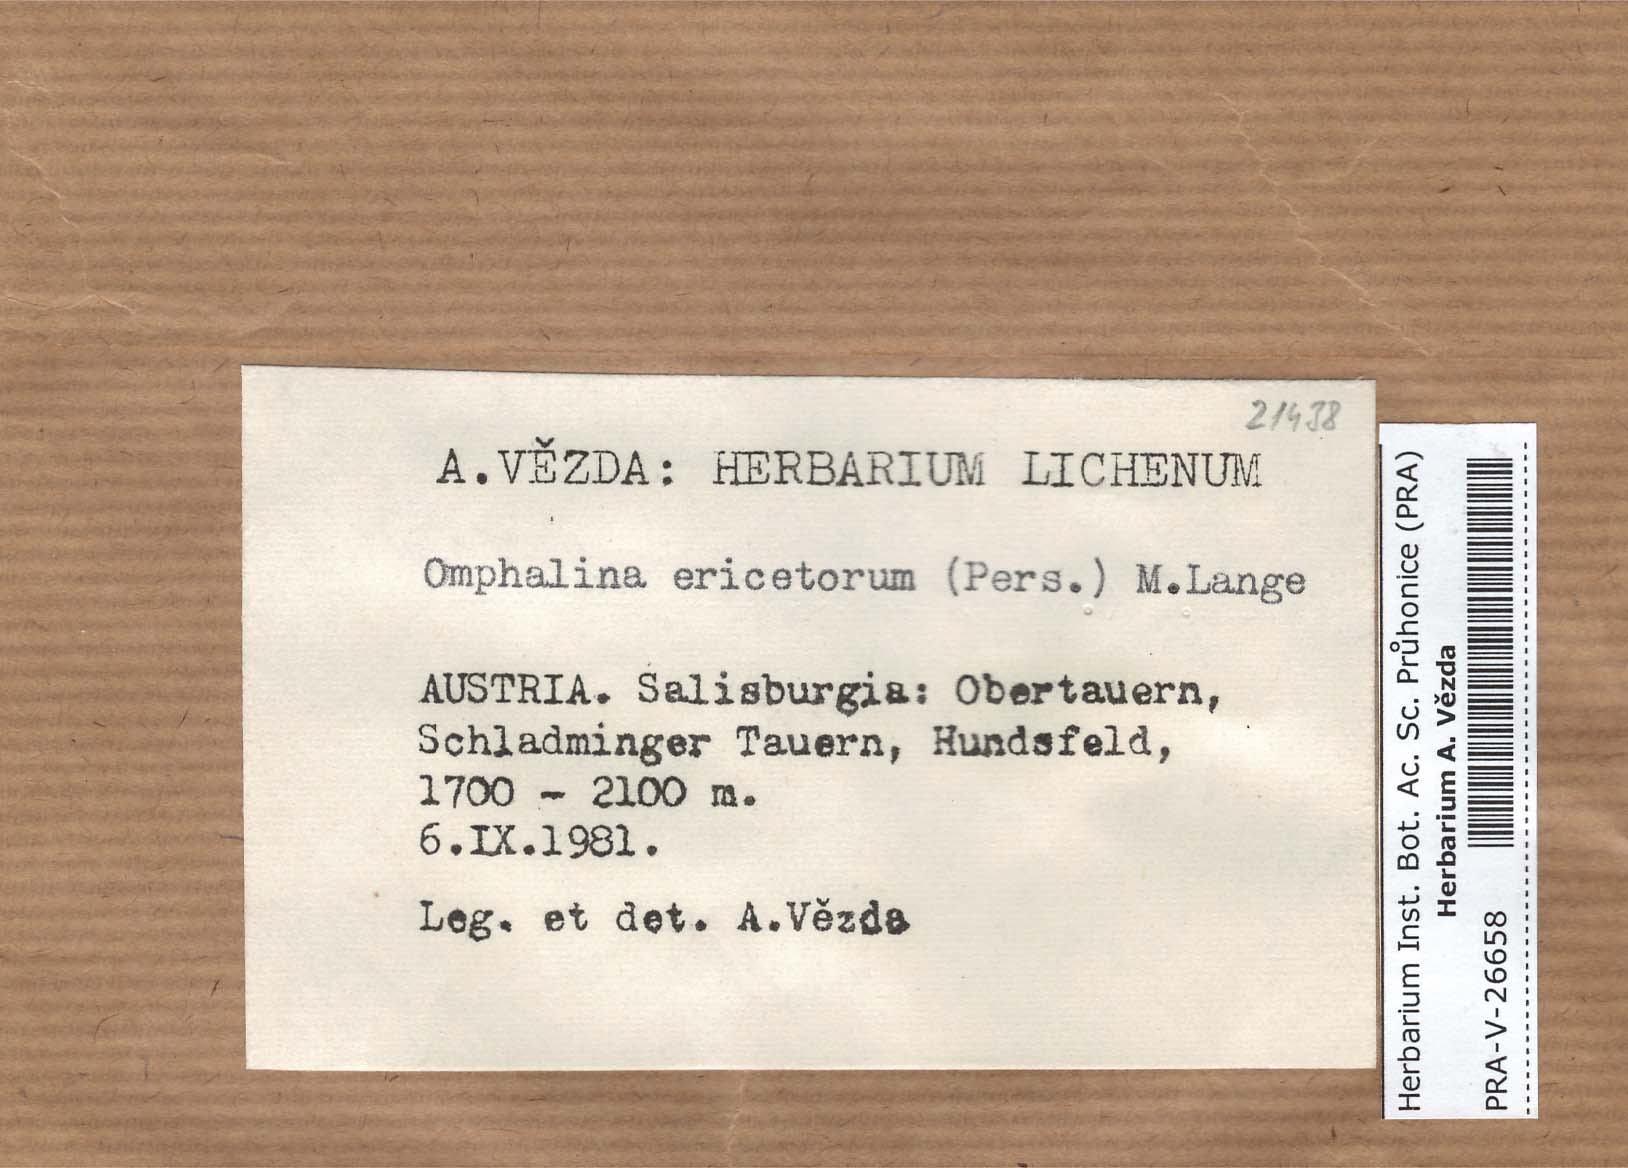 21438
A.VĚZDA: HERBARIUM LICHENUM
Omphalina ericetorum (Pers.) M.Lange
AUSTRIA. Salisburgia: Obertauern,
Schladminger Tauern, Hundsfeld,
1700 - 2100 m.
6.IX.1981.
Leg. et det. A.Vězda
Herbarium Inst. Bot. Ac. Sc. Průhonice (PRA)
Herbarium A. Vězda
PRA-V-26658